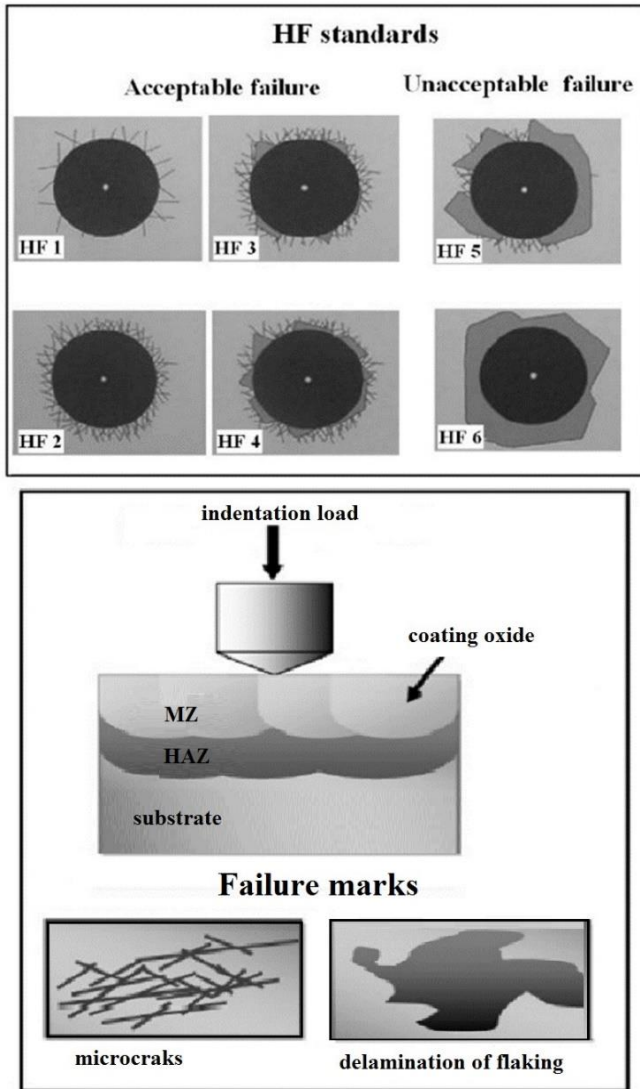 HF standards
Acceptable failure
Unacceptable failure
HF 1
HF 3
HF 5
HF 2
HF 4
HF 6
indentation load
coating oxide
MZ
HAZ
substrate
Failure marks
microcraks
delamination of flaking